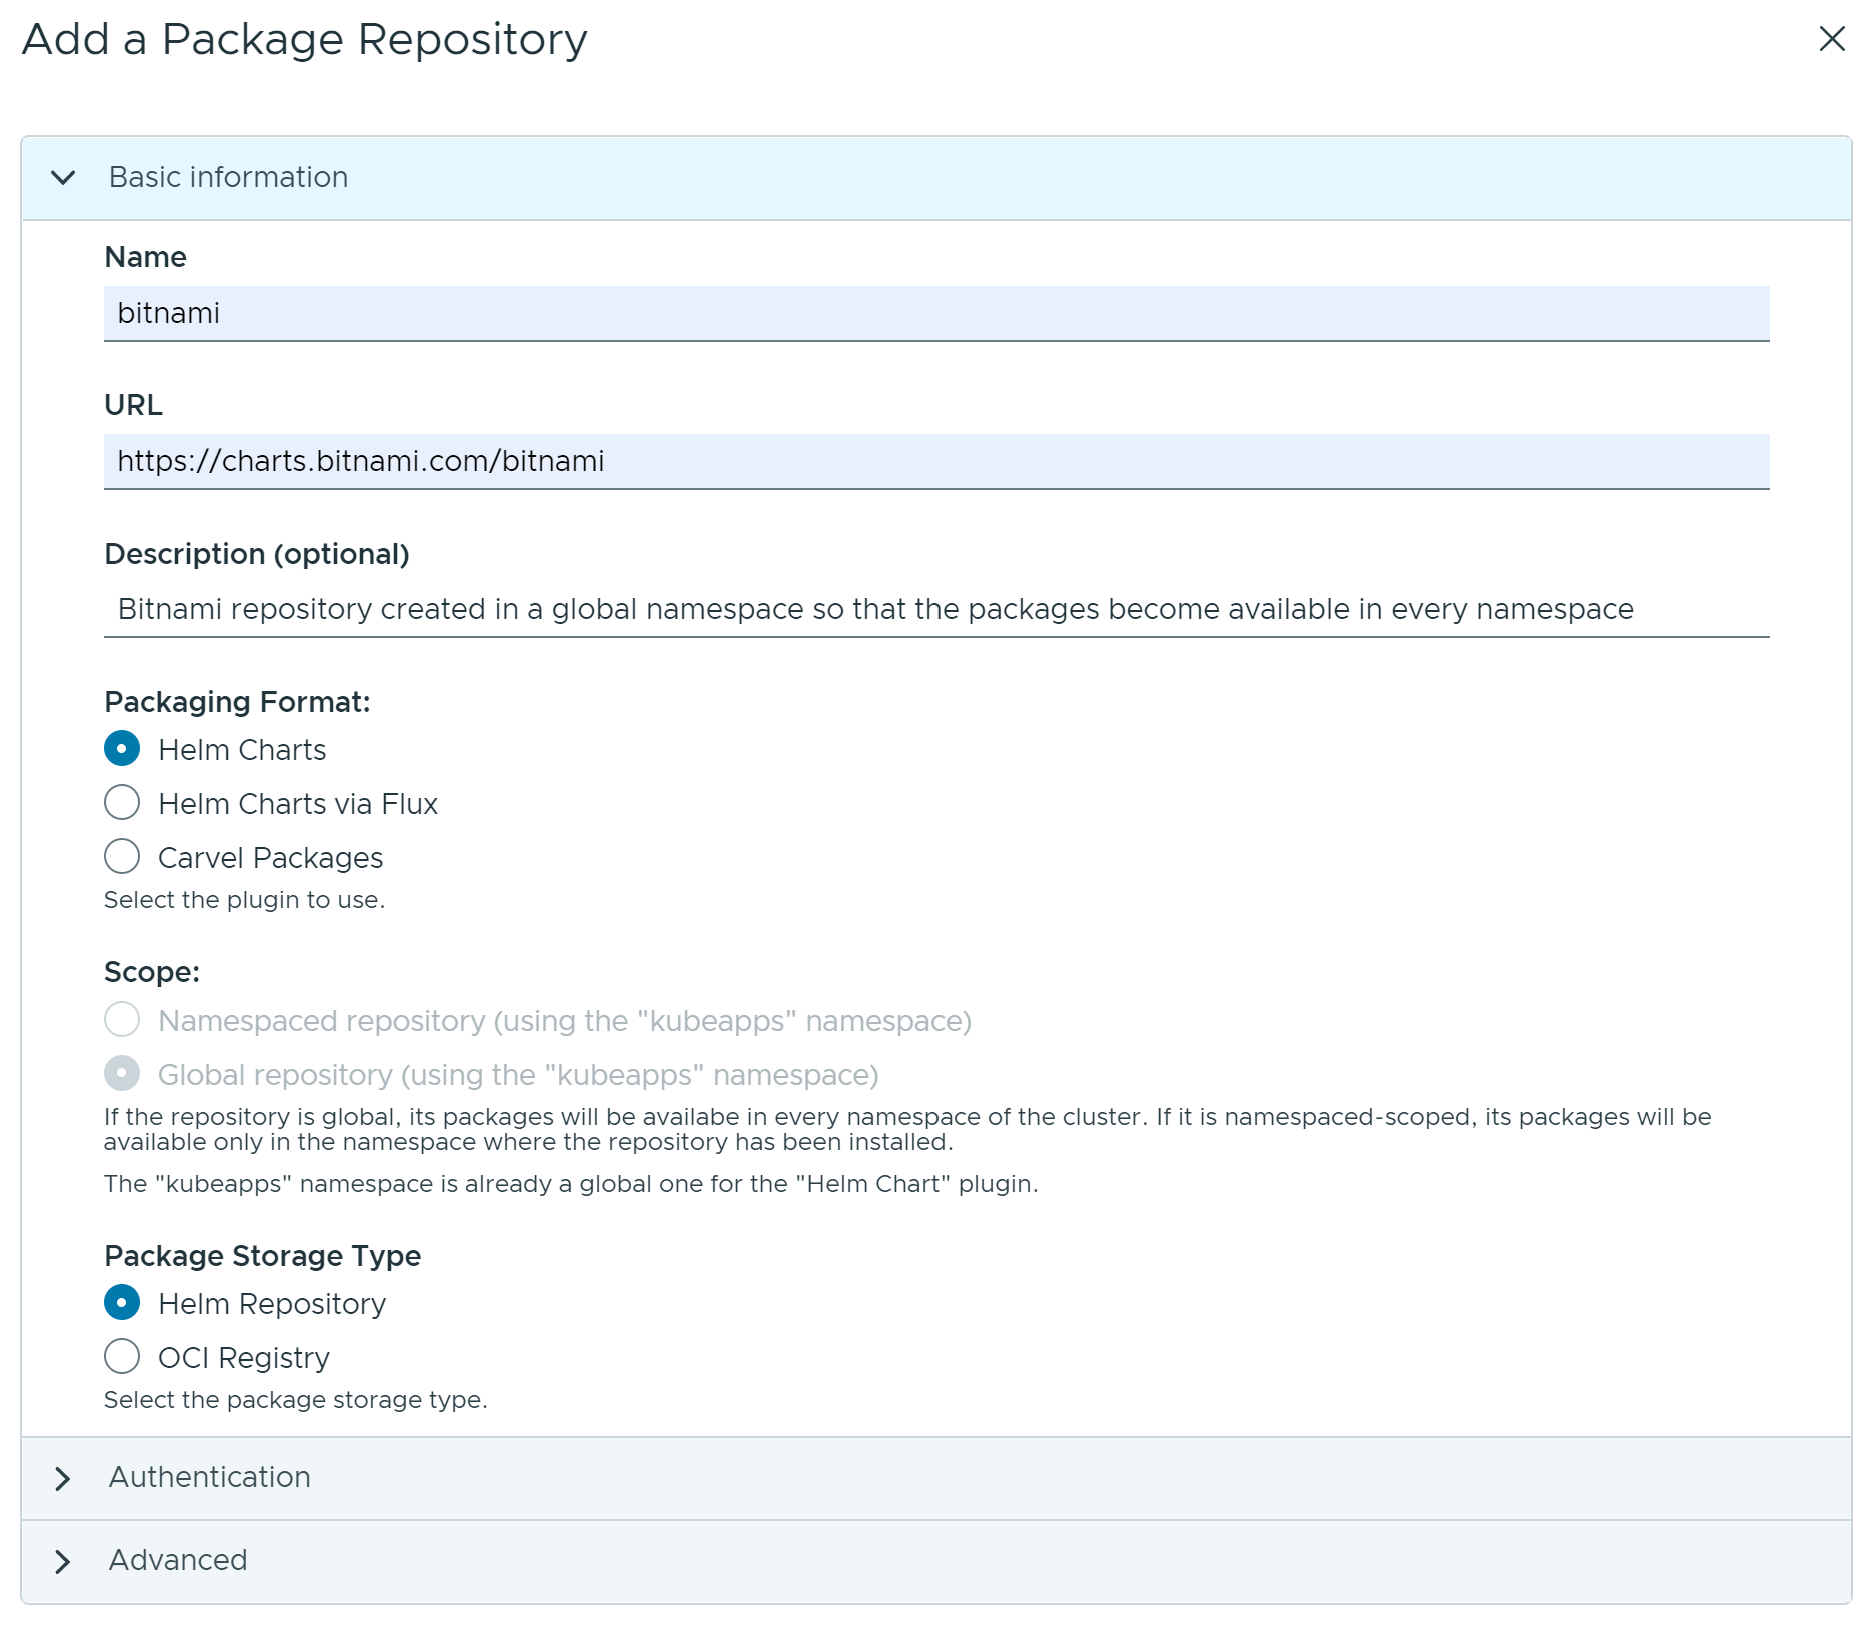 Add a Package Repository
Basic information
Name
bitnami
URL
https://charts.bitnami.com/bitnami
Description (optional)
Bitnami repository created in a global namespace so that the packages become available in every namespace
Packaging Format:
Helm Charts
Helm Charts via Flux
Carvel Packages
Select the plugin to use.
Scope:
Namespaced repository (using the "kubeapps" namespace)
Global repository (using the "kubeapps" namespace)
If the repository is global, its packages will be availabe in every namespace of the cluster. If it is namespaced-scoped, its packages will be
available only in the namespace where the repository has been installed.
The "kubeapps" namespace is already a global one for the "Helm Chart" plugin.
Package Storage Type
Helm Repository
OCI Registry
Select the package storage type.
Authentication
Advanced